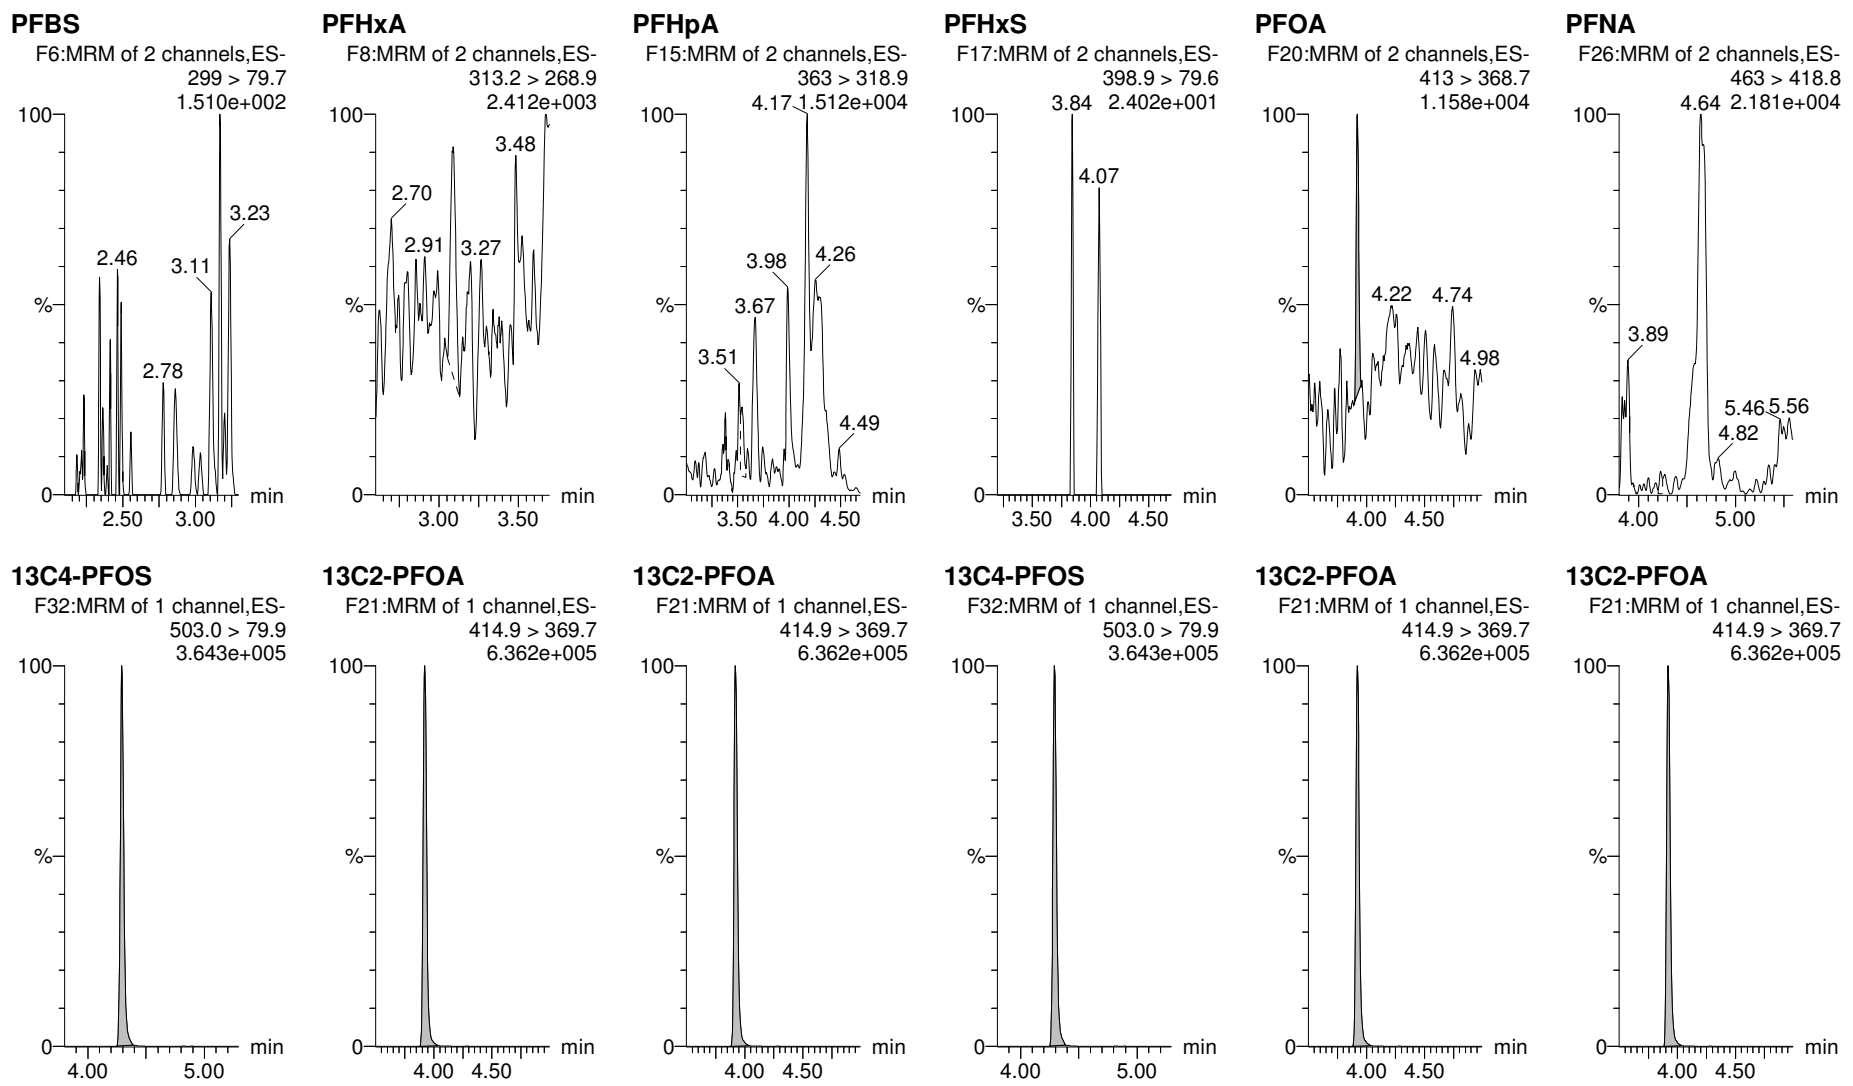 PFBS
F6:MRM of 2 channels,ES-
299 > 79.7
1.510e+002
100
3.23
2.46
3.11
%
2.78
0
min
2.50 3.00
PFHxA
F8:MRM of 2 channels,ES-
313.2 > 268.9
2.412e+003
100
3.48
2.70
2.91
3.27
%
0
min
3.00 3.50
PFHpA
F15:MRM of 2 channels,ES-
363 > 318.9
4.17 1.512e+004
100
3.98
4.26
3.67
%
3.51
4.49
0
min
3.50 4.00 4.50
PFHxS
F17:MRM of 2 channels,ES-
398.9 > 79.6
3.84 2.402e+001
100
4.07
%
0
min
3.50 4.00 4.50
PFOA
F20:MRM of 2 channels,ES-
413 > 368.7
1.158e+004
100
4.22
4.74
%
4.98
0
min
4.00 4.50
PFNA
F26:MRM of 2 channels,ES-
463 > 418.8
4.64 2.181e+004
100
%
3.89
5.46 5.56
4.82
0
min
4.00 5.00
13C4-PFOS
F32:MRM of 1 channel,ES-
503.0 > 79.9
3.643e+005
100
%
0
min
4.00 5.00
13C2-PFOA
F21:MRM of 1 channel,ES-
414.9 > 369.7
6.362e+005
100
%
0
min
4.00 4.50
13C2-PFOA
F21:MRM of 1 channel,ES-
414.9 > 369.7
6.362e+005
100
%
0
min
4.00 4.50
13C4-PFOS
F32:MRM of 1 channel,ES-
503.0 > 79.9
3.643e+005
100
%
0
min
4.00 5.00
13C2-PFOA
F21:MRM of 1 channel,ES-
414.9 > 369.7
6.362e+005
100
%
0
min
4.00 4.50
13C2-PFOA
F21:MRM of 1 channel,ES-
414.9 > 369.7
6.362e+005
100
%
0
min
4.00 4.50